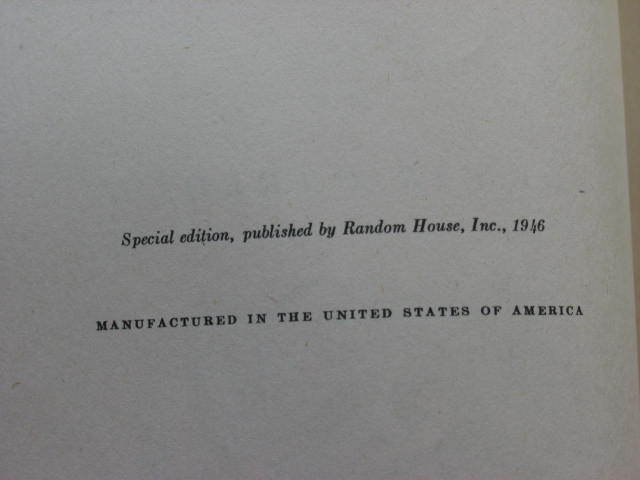 Special edition, published by Random House, Inc., 1946
MANUFACTURED IN THE UNITED STATES OF AMERICA